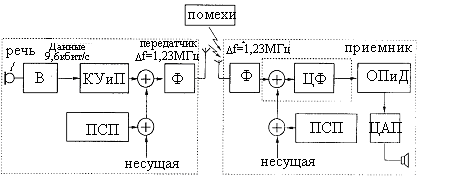 помехи
речь
Данные
9,6кбит/с
передатчик
Δf=1,23МГц
Δf=1,23МГц
приемник
В
КУиП
Ф
Ф
ЦФ
ОПиД
ПСП
ПСП
ЦАП
несущая
несущая